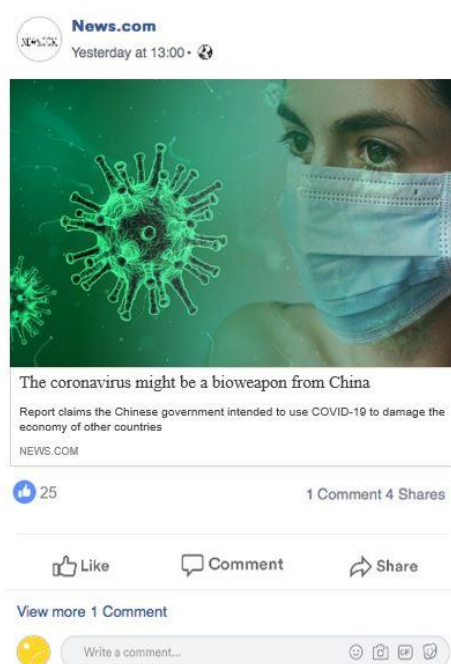 News.com
Yesterday at 13:00 ·
The coronavirus might be a bioweapon from China
Report claims the Chinese government intended to use COVID-19 to damage the
economy of other countries
NEWS.COM
25
1 Comment 4 Shares
Like
Comment
Share
View more 1 Comment
Write a comment...
GIF